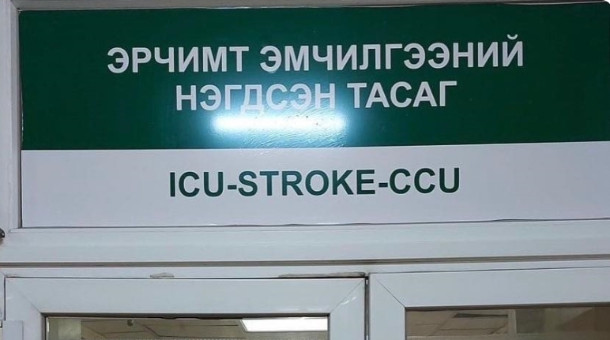 ЭРЧИМТ ЭМЧИЛГЭЭНИЙ
НЭГДСЭН ТАСАГ
ICU-STROKE-CCU